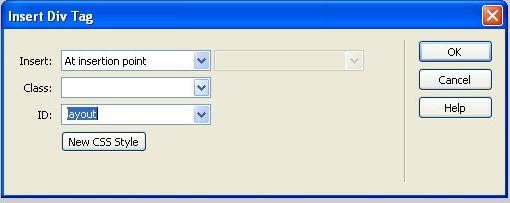 Insert Div Tag
Insert: At insertion point
OK
Class:
Cancel
ID: layout
Help
New CSS Style